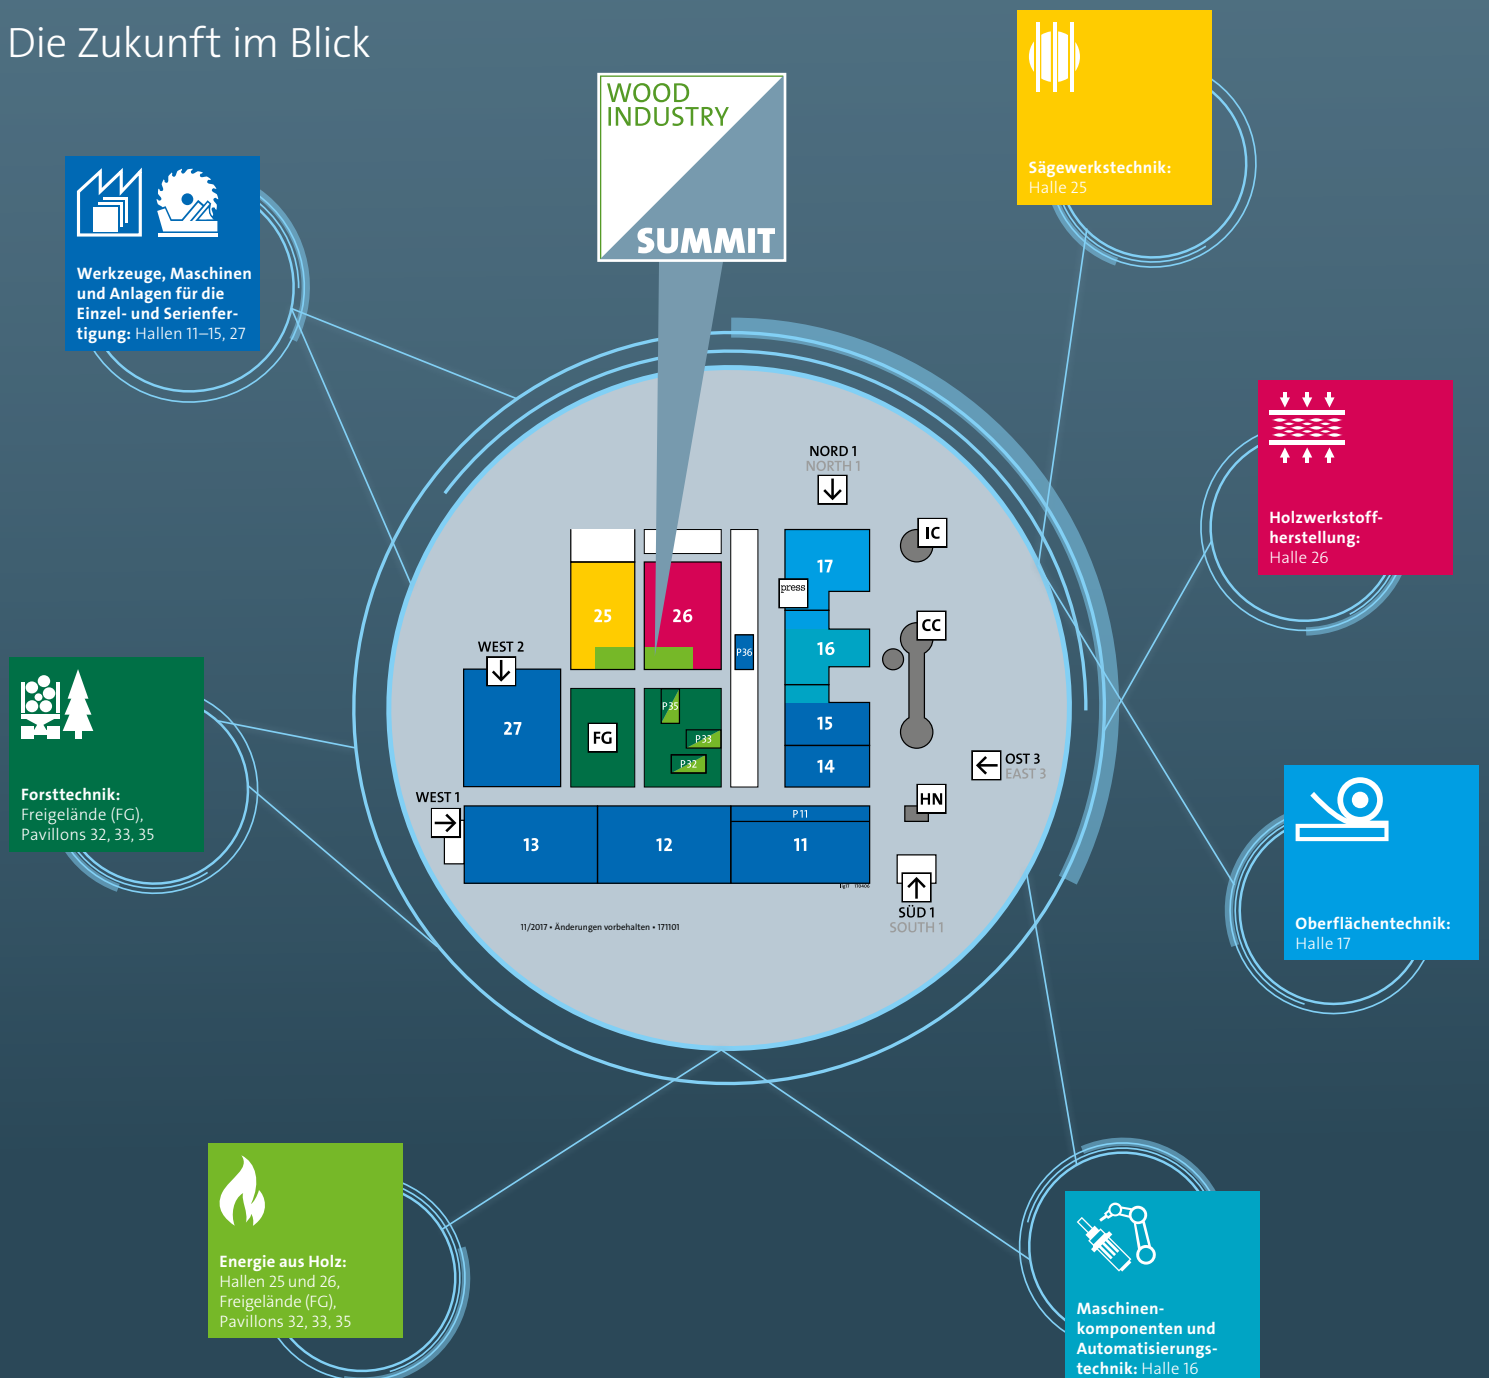 Die Zukunft im Blick
WOOD
INDUSTRY
SUMMIT
Sägewerkstechnik:
Halle 25
Werkzeuge, Maschinen
und Anlagen für die
Einzel- und Serienfer-
tigung: Hallen 11–15, 27
Holzwerkstoff-
herstellung:
Halle 26
NORD 1
NORTH 1
IC
17
press
25
26
CC
16
P36
WEST 2
P35
27
FG
P33
15
P32
14
OST 3
EAST 3
WEST 1
HN
P 11
13
12
11
SÜD 1
SOUTH 1
11/2017 • Änderungen vorbehalten • 171101
Forsttechnik:
Freigelände (FG),
Pavillons 32, 33, 35
Oberflächentechnik:
Halle 17
Energie aus Holz:
Hallen 25 und 26,
Freigelände (FG),
Pavillons 32, 33, 35
Maschinen-
komponenten und
Automatisierungs-
technik: Halle 16